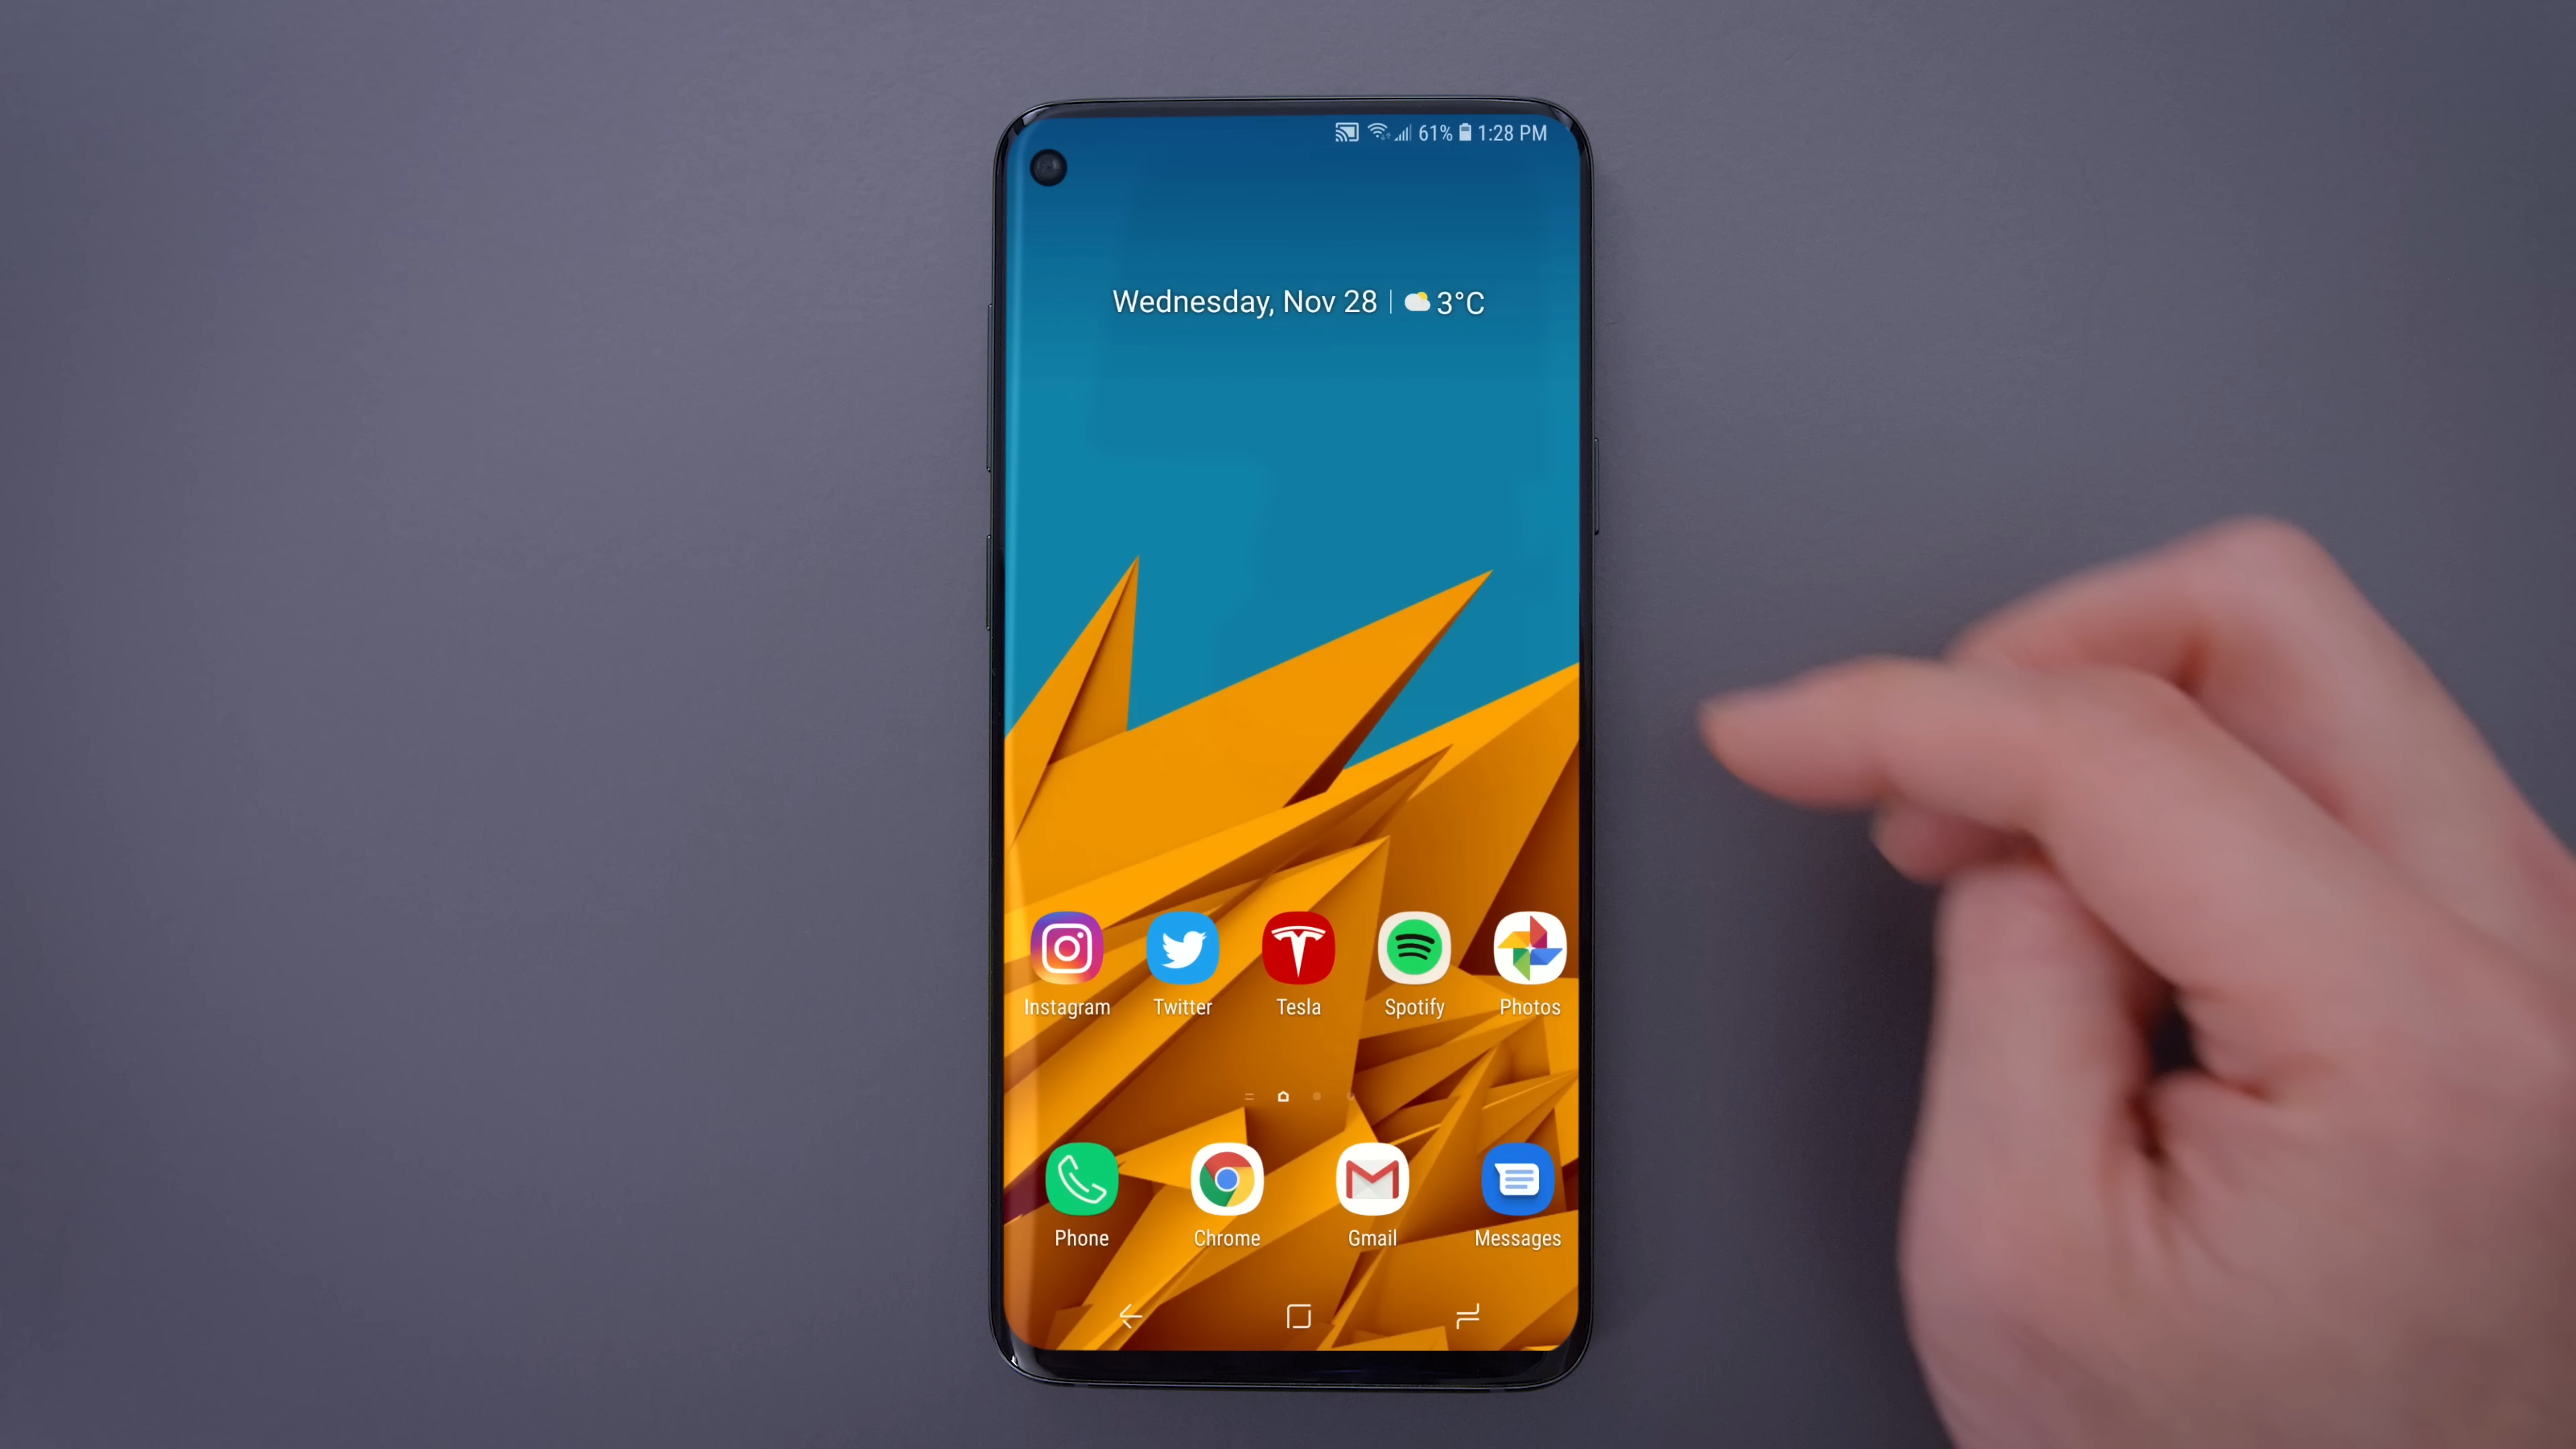 61% 1:28 PM
Wednesday, Nov 28 | 3°C
Instagram Twitter Tesla Spotify Photos
Phone Chrome Gmail Messages